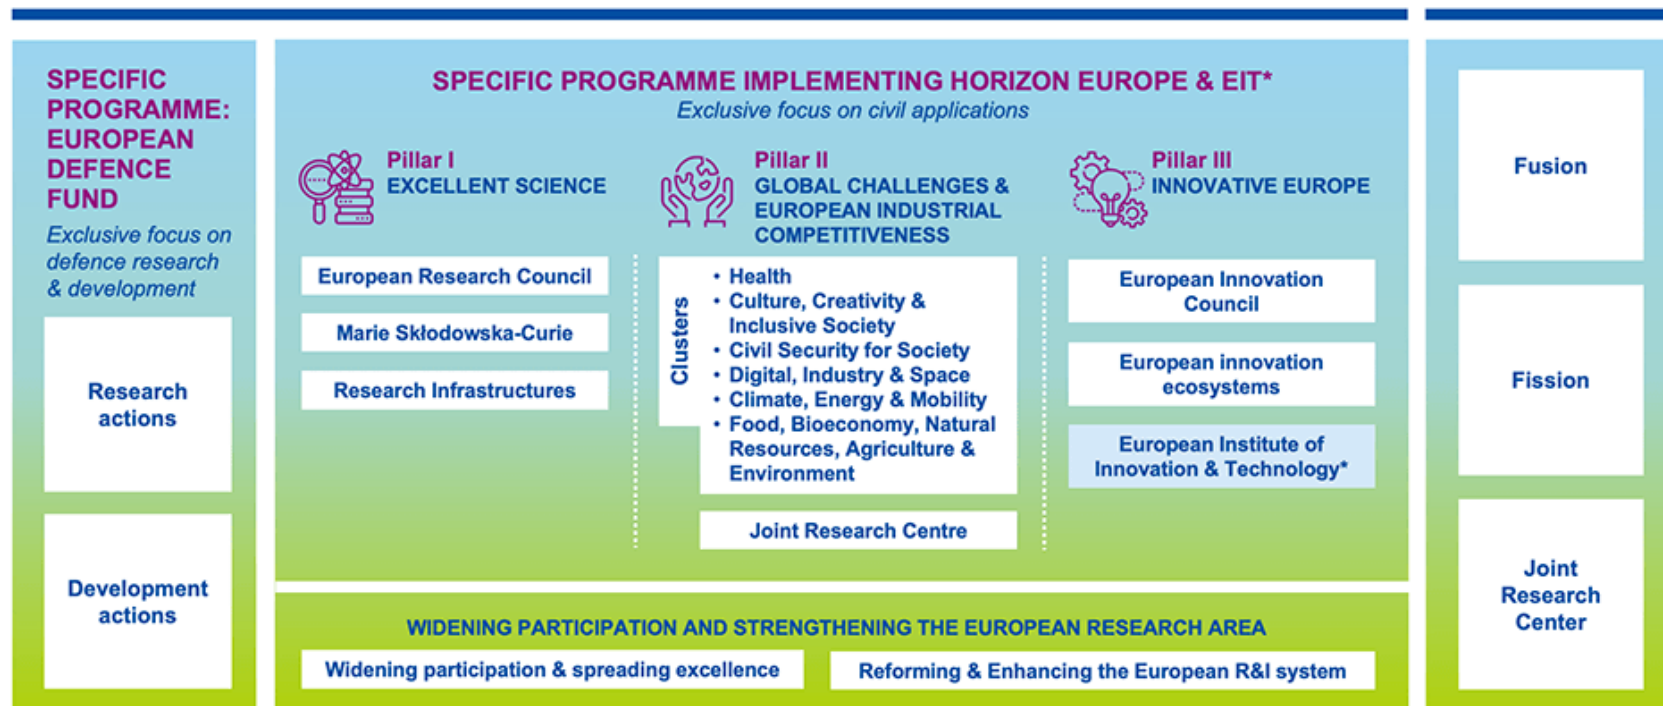 SPECIFIC
PROGRAMME:
EUROPEAN
DEFENCE
FUND
Exclusive focus on
defence research
& development
Research
actions
Development
actions
SPECIFIC PROGRAMME IMPLEMENTING HORIZON EUROPE & EIT*
Exclusive focus on civil applications
Pillar I
EXCELLENT SCIENCE
European Research Council
Marie Skłodowska-Curie
Research Infrastructures
Pillar II
GLOBAL CHALLENGES &
EUROPEAN INDUSTRIAL
COMPETITIVENESS
Clusters
• Health
• Culture, Creativity &
Inclusive Society
• Civil Security for Society
• Digital, Industry & Space
• Climate, Energy & Mobility
• Food, Bioeconomy, Natural
Resources, Agriculture &
Environment
Joint Research Centre
Pillar III
INNOVATIVE EUROPE
European Innovation
Council
European innovation
ecosystems
European Institute of
Innovation & Technology*
WIDENING PARTICIPATION AND STRENGTHENING THE EUROPEAN RESEARCH AREA
Widening participation & spreading excellence
Reforming & Enhancing the European R&I system
Fusion
Fission
Joint
Research
Center